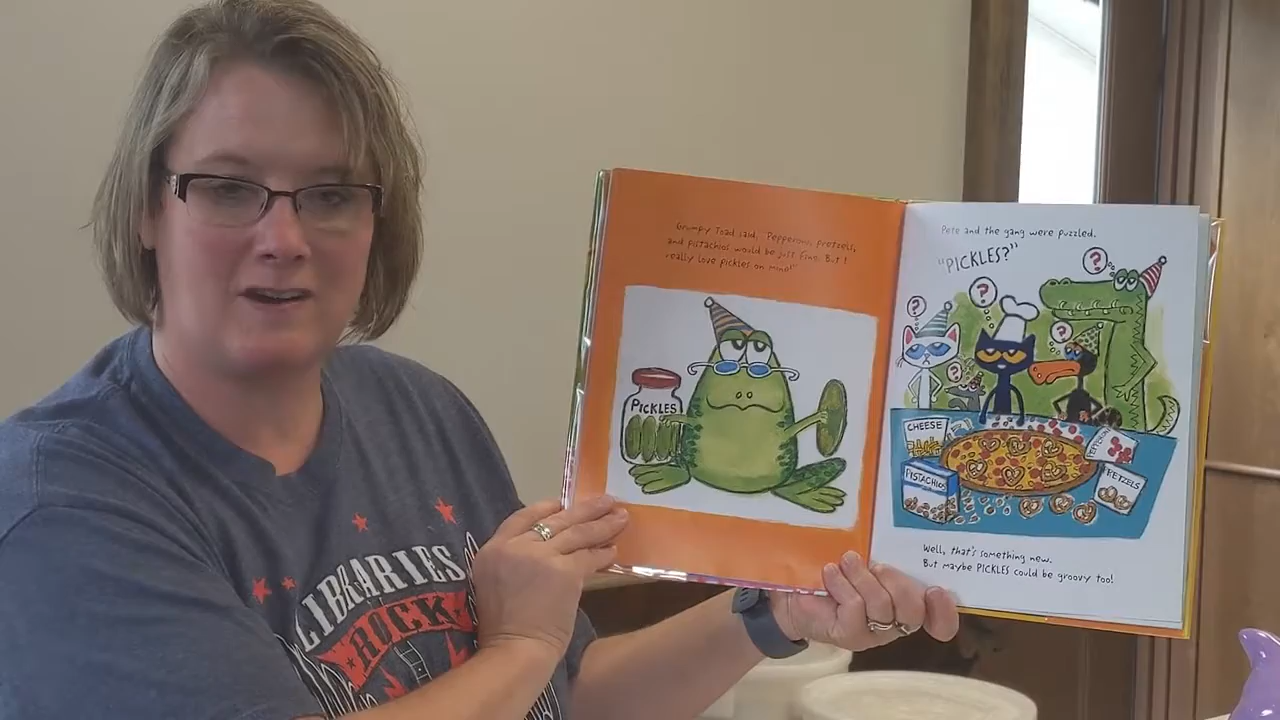 LIBRARIES
ROCK
Grumpy Toad said, "Pepperoni, pretzels,
and pistachios would be just fine. But I
really love pickles on mine!"
PICKLES
Pete and the gang were puzzled.
"PICKLES?"
?
?
?
?
?
CHEESE
PEPPERONI
PISTACHIOS
PRETZELS
Well, that's something new.
But maybe PICKLES could be groovy too!